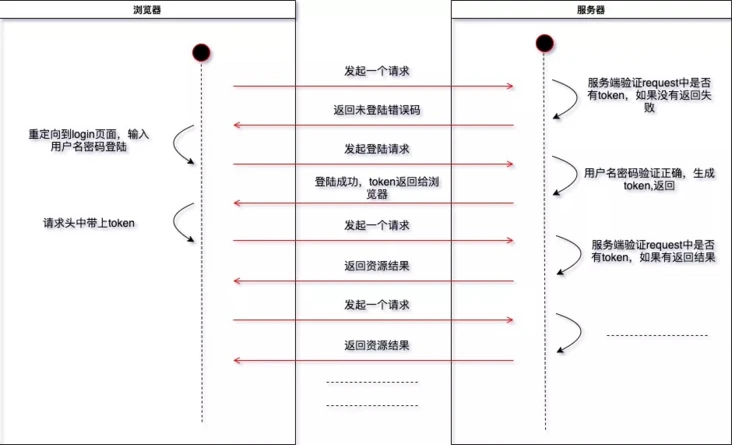 浏览器
服务器
发起一个请求
服务端验证request中是否
有token，如果没有返回失
败
返回未登陆错误码
重定向到login页面，输入
用户名密码登陆
发起登陆请求
用户名密码验证正确，生成
token,返回
登陆成功，token返回给浏
览器
请求头中带上token
发起一个请求
服务端验证request中是否
有token，如果有返回结果
返回资源结果
发起一个请求
返回资源结果